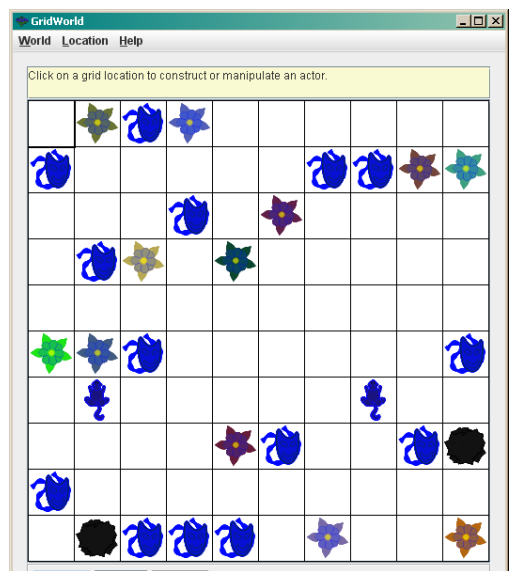 GridWorld
World Location Help
Click on a grid location to construct or manipulate an actor.